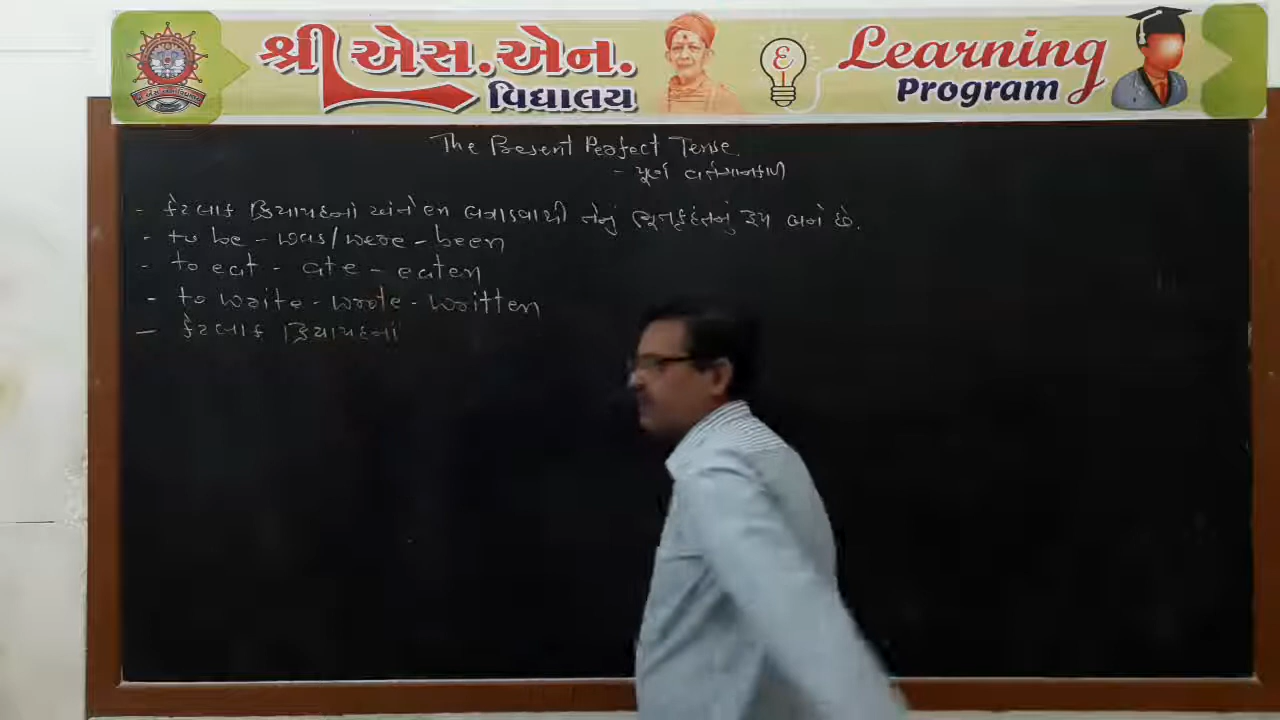 શ્રી એસ.એન. વિદ્યાલય
Learning Program
The Present Perfect Tense.
- પૂર્ણ વર્તમાનકાળ
- કેટલાક ક્રિયાપદનાં અંતે en લગાડવાથી તેનું ભૂતકૃદંતનું રૂપ બને છે.
- to be - was/were - been
- to eat - ate - eaten
- to write - wrote - written
- કેટલાક ક્રિયાપદનાં